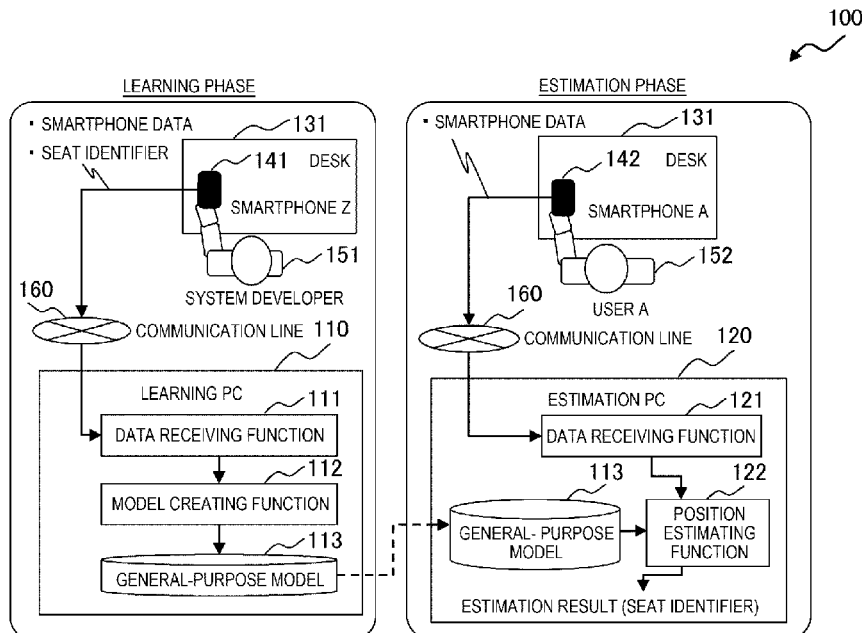 100
LEARNING PHASE
▪ SMARTPHONE DATA
▪ SEAT IDENTIFIER
131
141
DESK
SMARTPHONE Z
151
SYSTEM DEVELOPER
160
COMMUNICATION LINE
110
LEARNING PC
111
DATA RECEIVING FUNCTION
112
MODEL CREATING FUNCTION
113
GENERAL-PURPOSE MODEL
ESTIMATION PHASE
▪ SMARTPHONE DATA
131
142
DESK
SMARTPHONE A
152
USER A
160
COMMUNICATION LINE
120
ESTIMATION PC
121
DATA RECEIVING FUNCTION
113
122
GENERAL- PURPOSE
MODEL
POSITION
ESTIMATING
FUNCTION
ESTIMATION RESULT (SEAT IDENTIFIER)